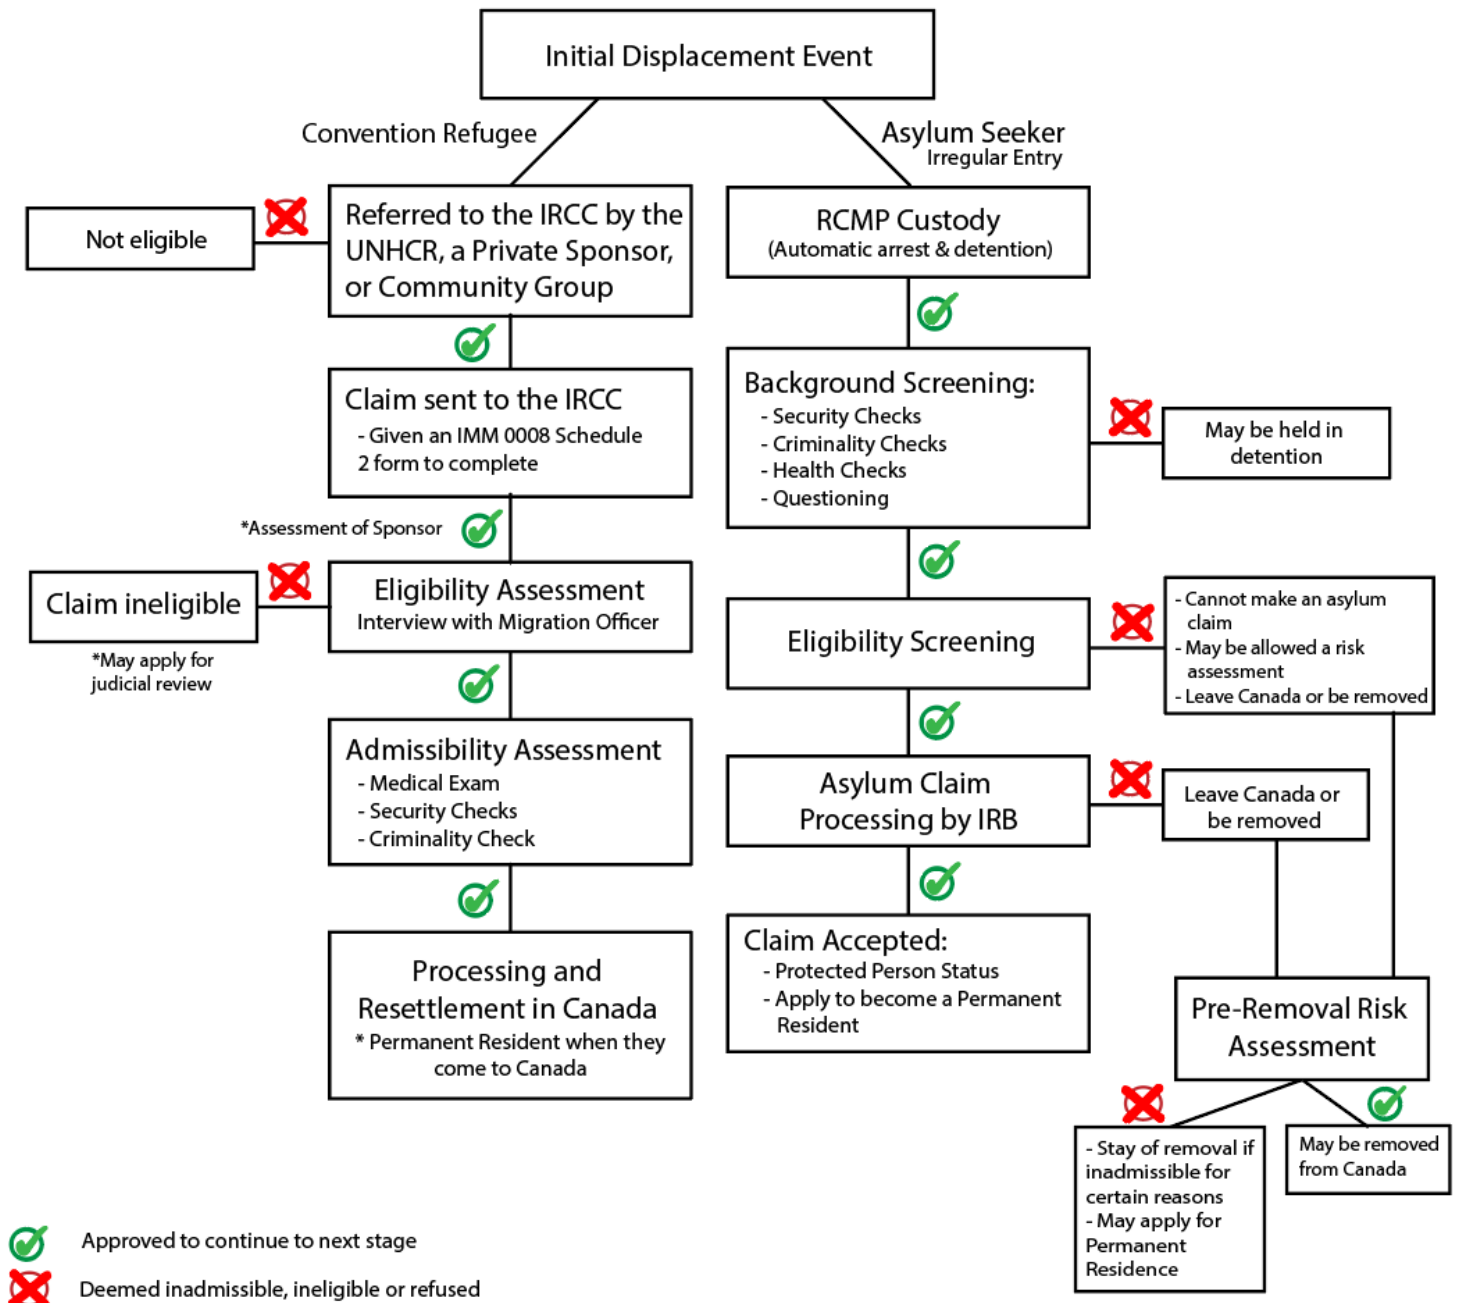 Initial Displacement Event
Convention Refugee
Asylum Seeker
Irregular Entry
Not eligible
Referred to the IRCC by the
UNHCR, a Private Sponsor,
or Community Group
RCMP Custody
(Automatic arrest & detention)
Claim sent to the IRCC
- Given an IMM 0008 Schedule
2 form to complete
Background Screening:
- Security Checks
- Criminality Checks
- Health Checks
- Questioning
May be held in
detention
*Assessment of Sponsor
Claim ineligible
*May apply for
judicial review
Eligibility Assessment
Interview with Migration Officer
Eligibility Screening
- Cannot make an asylum
claim
- May be allowed a risk
assessment
- Leave Canada or be removed
Admissibility Assessment
- Medical Exam
- Security Checks
- Criminality Check
Asylum Claim
Processing by IRB
Leave Canada or
be removed
Processing and
Resettlement in Canada
* Permanent Resident when they
come to Canada
Claim Accepted:
- Protected Person Status
- Apply to become a Permanent
Resident
Pre-Removal Risk
Assessment
- Stay of removal if
inadmissible for
certain reasons
- May apply for
Permanent
Residence
May be removed
from Canada
Approved to continue to next stage
Deemed inadmissible, ineligible or refused